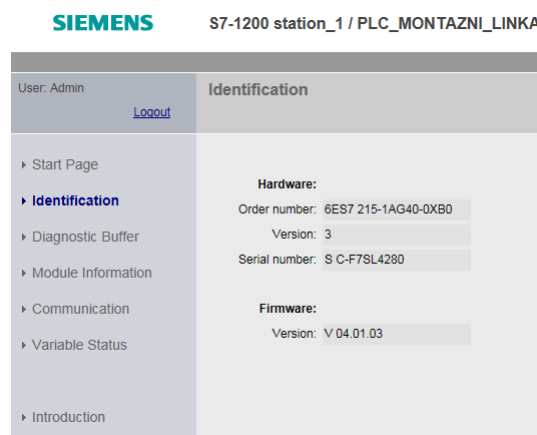 SIEMENS
S7-1200 station_1 / PLC_MONTAZNI_LINKA
User: Admin
Logout
Identification
Start Page
Identification
Diagnostic Buffer
Module Information
Communication
Variable Status
Introduction
Hardware:
Order number: 6ES7 215-1AG40-0XB0
Version: 3
Serial number: S C-F7SL4280
Firmware:
Version: V 04.01.03